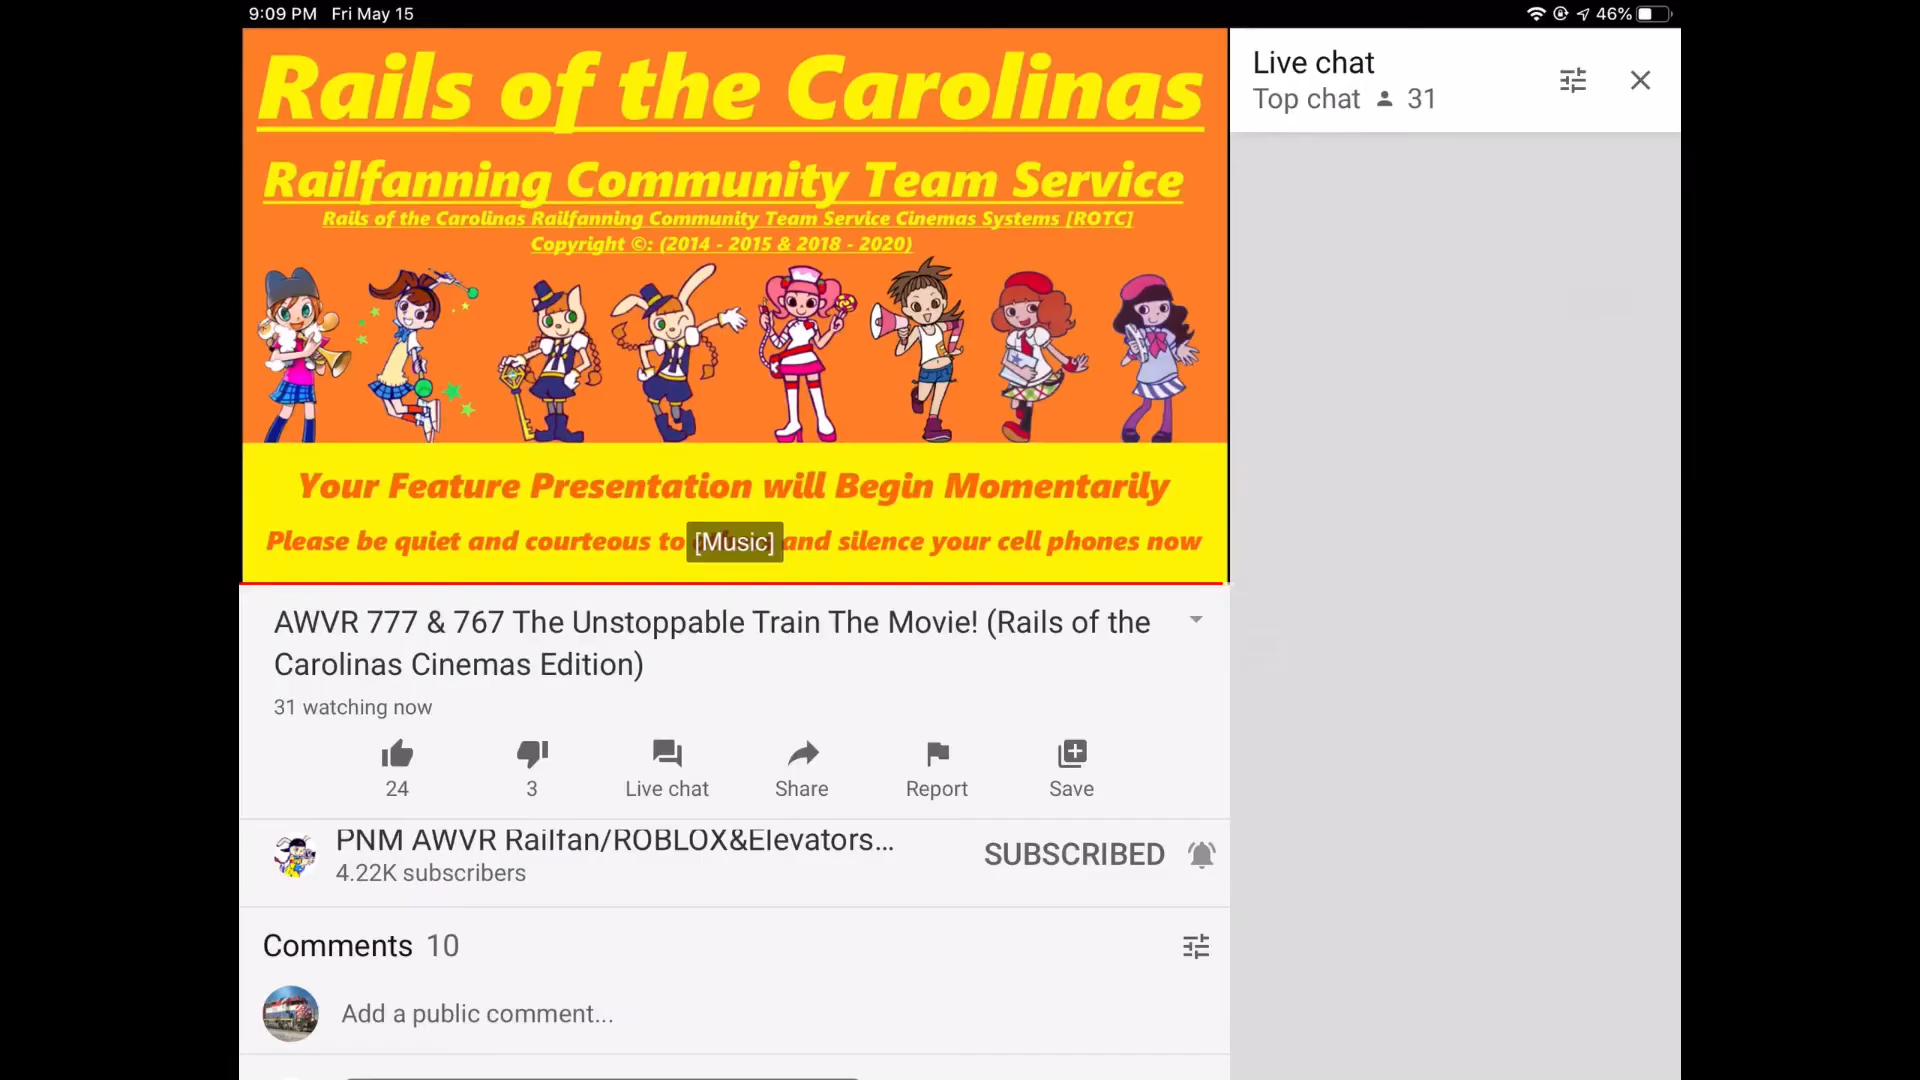 9:09 PM Fri May 15
46%
Rails of the Carolinas
Railfanning Community Team Service
Rails of the Carolinas Railfanning Community Team Service Cinemas Systems [ROTC]
Copyright ©: (2014 - 2015 & 2018 - 2020)
Your Feature Presentation will Begin Momentarily
Please be quiet and courteous to [Music] and silence your cell phones now
AWVR 777 & 767 The Unstoppable Train The Movie! (Rails of the
Carolinas Cinemas Edition)
31 watching now
24
3
Live chat
Share
Report
Save
PNM AWVR Railfan/ROBLOX&Elevators...
4.22K subscribers
SUBSCRIBED
Comments 10
Add a public comment...
Live chat
Top chat 31